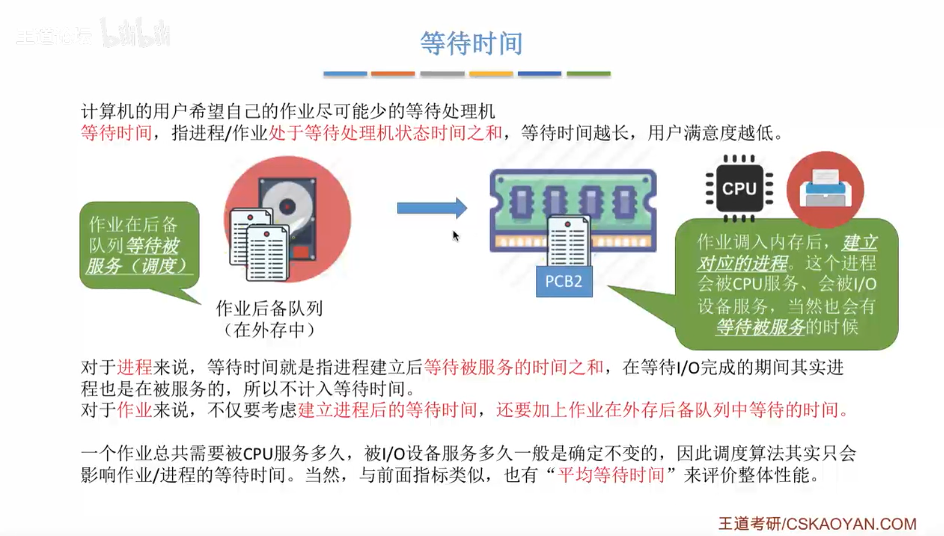 等待时间
计算机的用户希望自己的作业尽可能少的等待处理机
等待时间，指进程/作业处于等待处理机状态时间之和，等待时间越长，用户满意度越低。
作业在后备
队列等待被
服务（调度）
作业后备队列
（在外存中）
PCB2
CPU
作业调入内存后，建立
对应的进程。这个进程
会被CPU服务、会被I/O
设备服务，当然也会有
等待被服务的时候
对于进程来说，等待时间就是指进程建立后等待被服务的时间之和，在等待I/O完成的期间其实进
程也是在被服务的，所以不计入等待时间。
对于作业来说，不仅要考虑建立进程后的等待时间，还要加上作业在外存后备队列中等待的时间。
一个作业总共需要被CPU服务多久，被I/O设备服务多久一般是确定不变的，因此调度算法其实只会
影响作业/进程的等待时间。当然，与前面指标类似，也有“平均等待时间”来评价整体性能。
王道考研/CSKAOYAN.COM